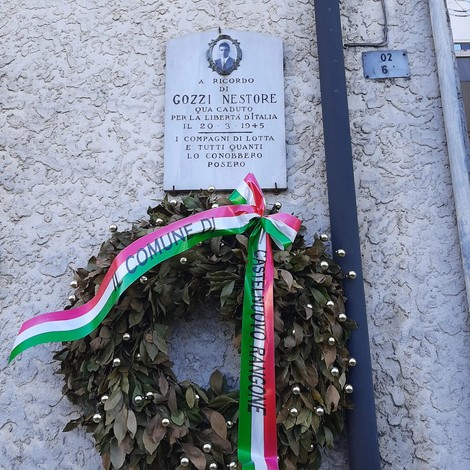 A RICORDO
DI
GOZZI NESTORE
QUA CADUTO
PER LA LIBERTÁ D'ITALIA
IL 20-3-1945
I COMPAGNI DI LOTTA
E TUTTI QUANTI
LO CONOBBERO
POSERO
02
6
IL COMUNE DI
CASTELNUOVO RANGONE